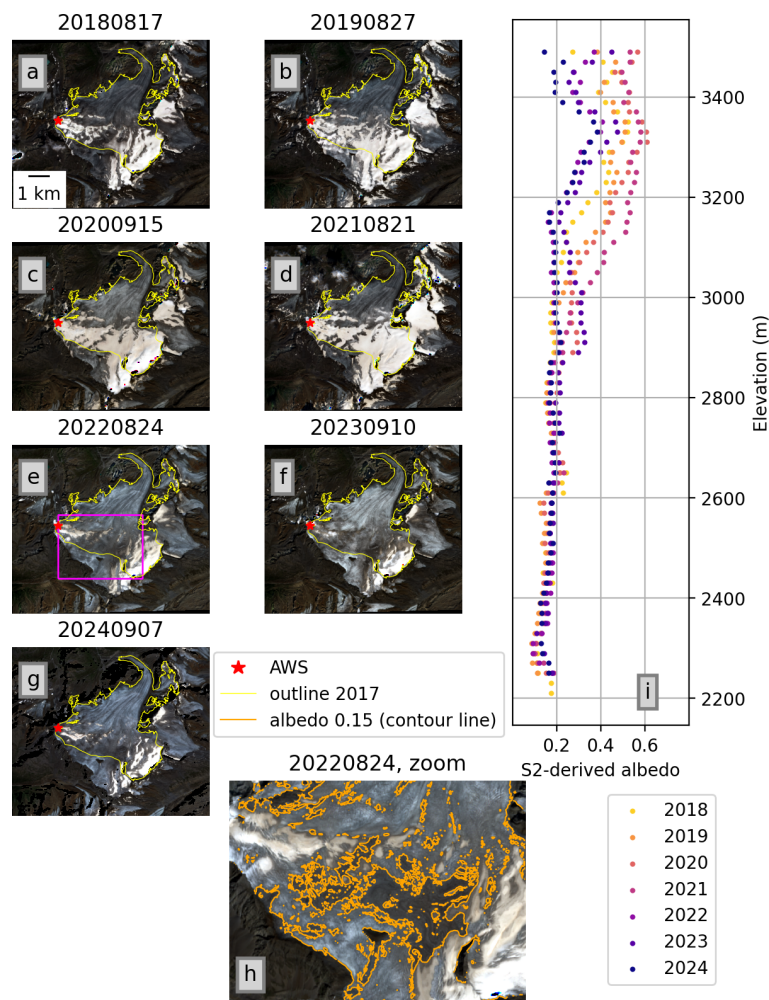 20180817
20190827
a
b
1 km
20200915
20210821
c
d
20220824
20230910
e
f
20240907
g
AWS
outline 2017
albedo 0.15 (contour line)
20220824, zoom
h
3400
3200
3000
2800
2600
2400
2200
Elevation (m)
i
0.2 0.4 0.6
S2-derived albedo
2018
2019
2020
2021
2022
2023
2024